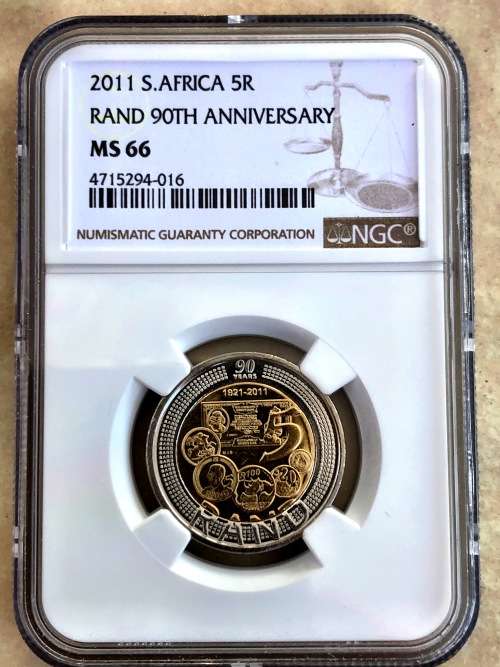 2011 S.AFRICA 5R
RAND 90TH ANNIVERSARY
MS 66
4715294-016
NUMISMATIC GUARANTY CORPORATION
NGC®
90
YEARS
1921-2011
5
RAND